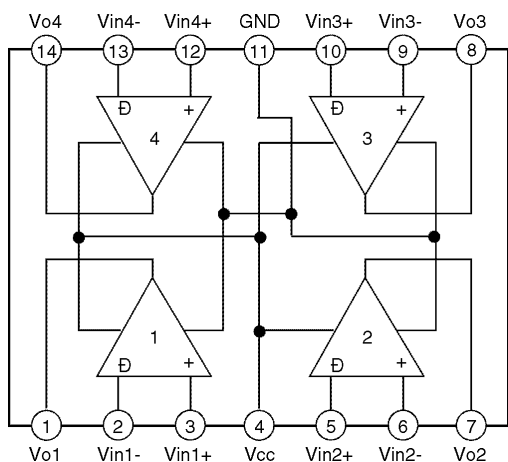 Vo4 Vin4- Vin4+ GND Vin3+ Vin3- Vo3
14 13 12 11 10 9 8
Đ + Đ +
4 3
1 2
Đ + Đ +
1 2 3 4 5 6 7
Vo1 Vin1- Vin1+ Vcc Vin2+ Vin2- Vo2